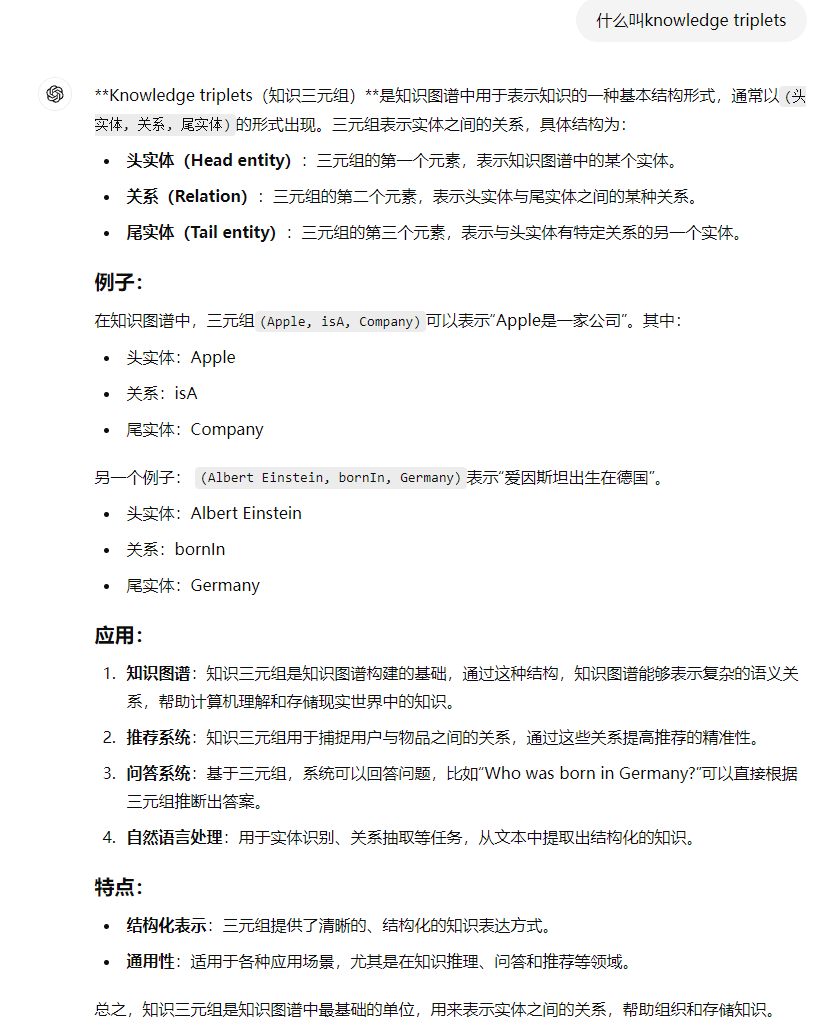 什么叫knowledge triplets
**Knowledge triplets（知识三元组）**是知识图谱中用于表示知识的一种基本结构形式，通常以 (头
实体, 关系, 尾实体) 的形式出现。三元组表示实体之间的关系，具体结构为：
• 头实体（Head entity）：三元组的第一个元素，表示知识图谱中的某个实体。
• 关系（Relation）：三元组的第二个元素，表示头实体与尾实体之间的某种关系。
• 尾实体（Tail entity）：三元组的第三个元素，表示与头实体有特定关系的另一个实体。
例子：
在知识图谱中，三元组 (Apple, isA, Company) 可以表示“Apple是一家公司”。其中：
• 头实体：Apple
• 关系：isA
• 尾实体：Company
另一个例子： (Albert Einstein, bornIn, Germany) 表示“爱因斯坦出生在德国”。
• 头实体：Albert Einstein
• 关系：bornIn
• 尾实体：Germany
应用：
1. 知识图谱：知识三元组是知识图谱构建的基础，通过这种结构，知识图谱能够表示复杂的语义关
系，帮助计算机理解和存储现实世界中的知识。
2. 推荐系统：知识三元组用于捕捉用户与物品之间的关系，通过这些关系提高推荐的精准性。
3. 问答系统：基于三元组，系统可以回答问题，比如“Who was born in Germany?”可以直接根据
三元组推断出答案。
4. 自然语言处理：用于实体识别、关系抽取等任务，从文本中提取出结构化的知识。
特点：
• 结构化表示：三元组提供了清晰的、结构化的知识表达方式。
• 通用性：适用于各种应用场景，尤其是在知识推理、问答和推荐等领域。
总之，知识三元组是知识图谱中最基础的单位，用来表示实体之间的关系，帮助组织和存储知识。